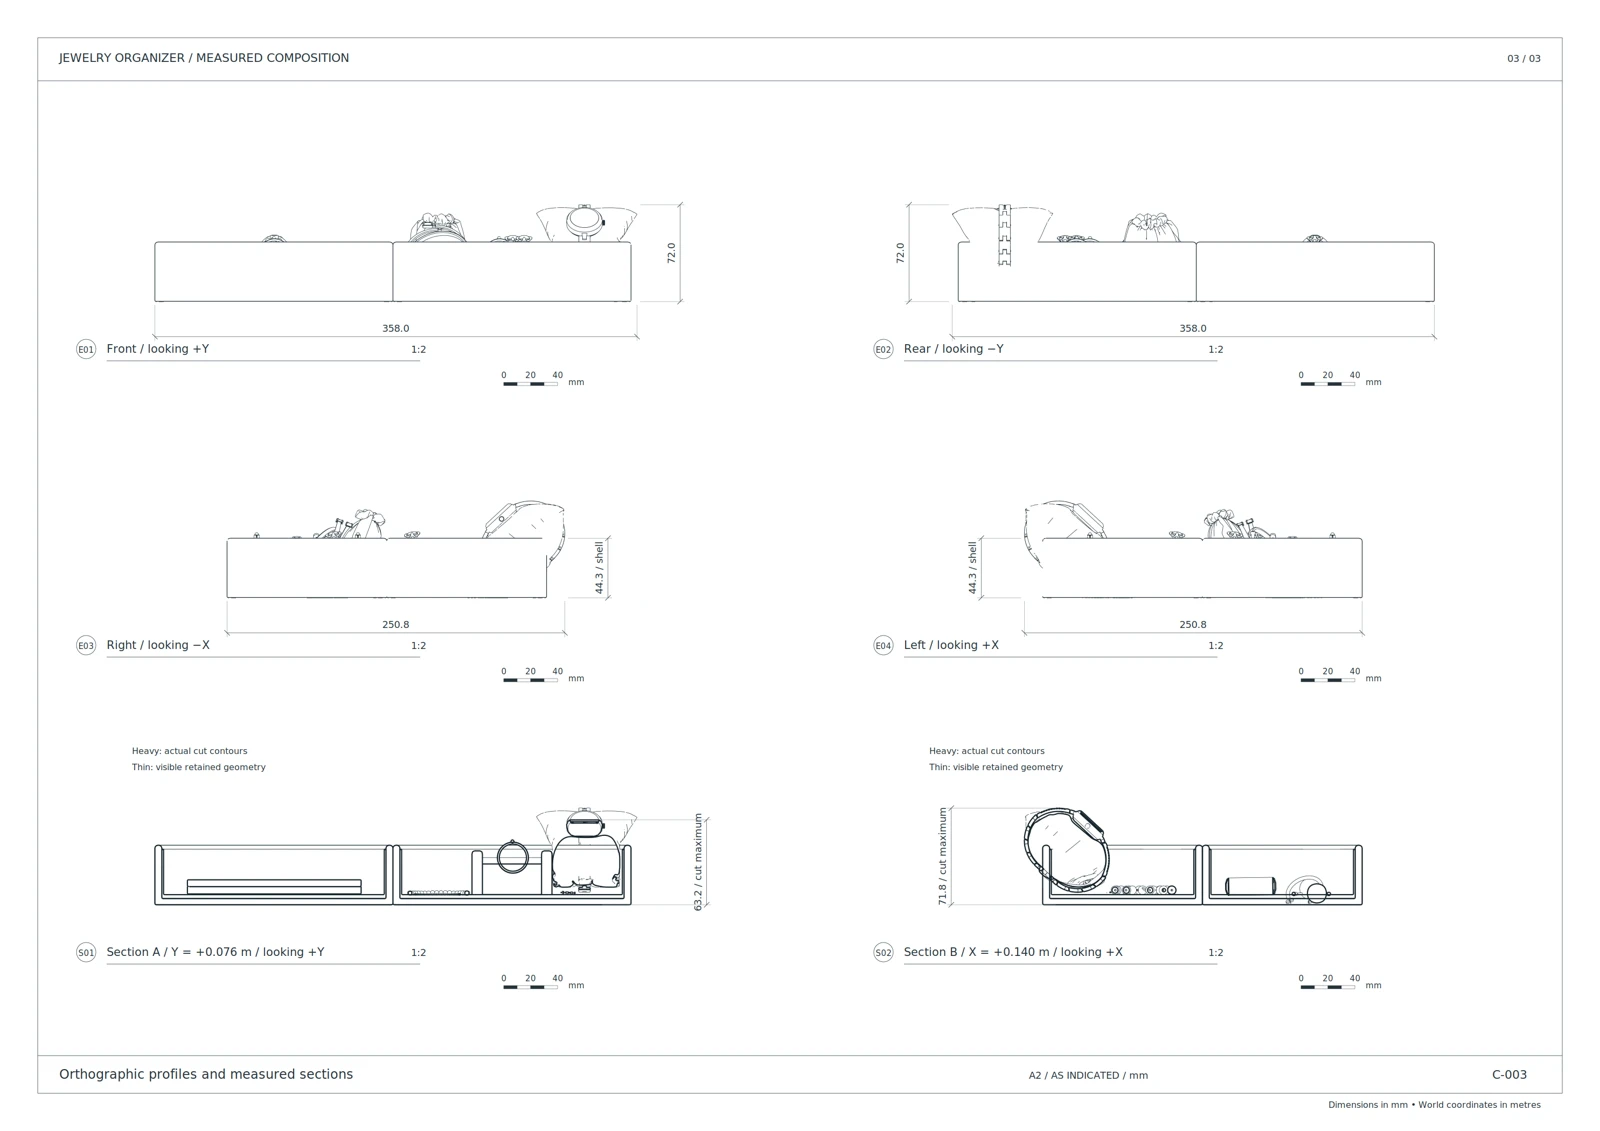 JEWELRY ORGANIZER / MEASURED COMPOSITION
03 / 03
72.0
358.0
E01 Front / looking +Y 1:2
0 20 40 mm
72.0
358.0
E02 Rear / looking −Y 1:2
0 20 40 mm
44.3 / shell
250.8
E03 Right / looking −X 1:2
0 20 40 mm
44.3 / shell
250.8
E04 Left / looking +X 1:2
0 20 40 mm
Heavy: actual cut contours
Thin: visible retained geometry
63.2 / cut maximum
S01 Section A / Y = +0.076 m / looking +Y 1:2
0 20 40 mm
Heavy: actual cut contours
Thin: visible retained geometry
71.8 / cut maximum
S02 Section B / X = +0.140 m / looking +X 1:2
0 20 40 mm
Orthographic profiles and measured sections
A2 / AS INDICATED / mm
C-003
Dimensions in mm • World coordinates in metres